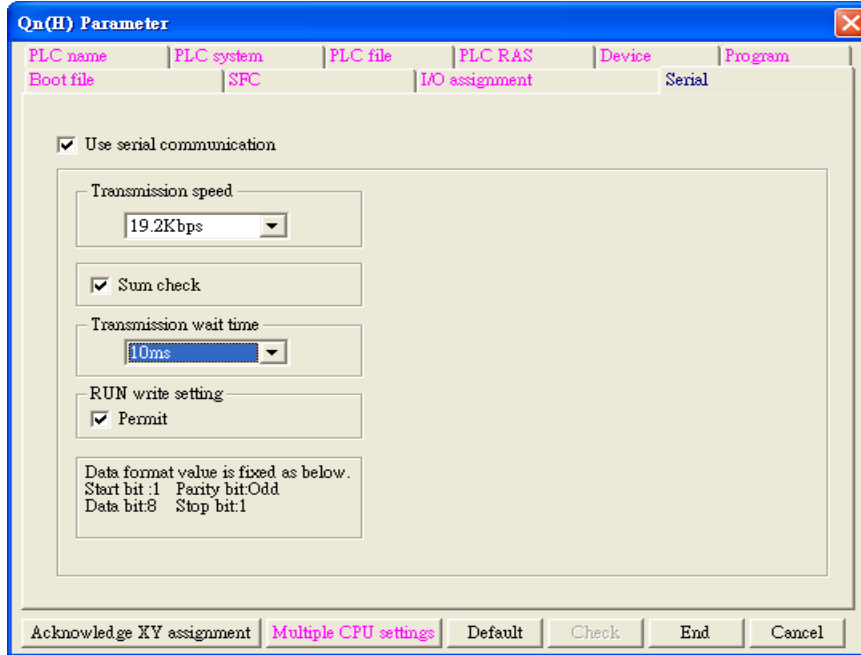 Qn(H) Parameter
PLC name PLC system PLC file PLC RAS Device Program
Boot file SFC I/O assignment Serial
Use serial communication
Transmission speed
19.2Kbps
Sum check
Transmission wait time
10ms
RUN write setting
Permit
Data format value is fixed as below.
Start bit :1 Parity bit:Odd
Data bit:8 Stop bit:1
Acknowledge XY assignment Multiple CPU settings Default Check End Cancel